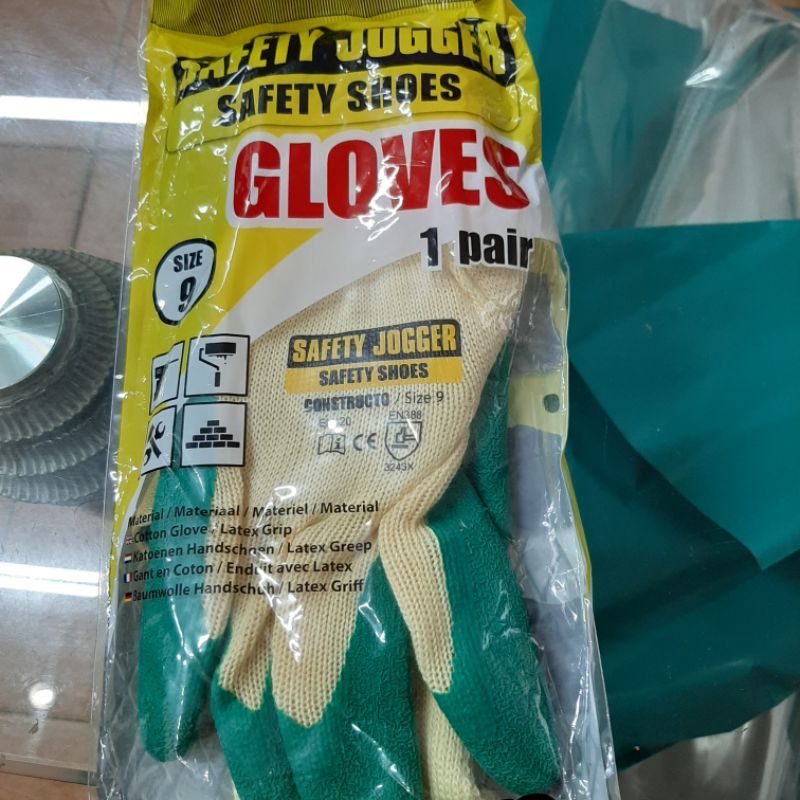 SAFETY JOGGER
SAFETY SHOES
GLOVES
1 pair
SIZE
9
SAFETY JOGGER
SAFETY SHOES
CONSTRUCTO / Size 9
EN388
CE
3243X
Material / Materiaal / Materiel / Material
Cotton Glove / Latex Grip
Katoenen Handschoen / Latex Greep
Gant en Coton / Enduit avec Latex
Baumwolle Handschuh / Latex Griff